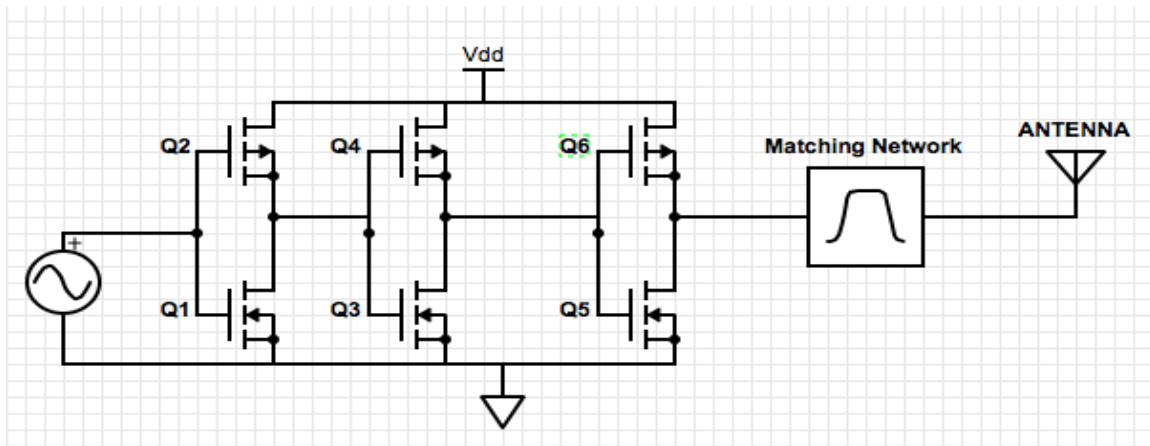 Vdd
Q2
Q4
Q6
Matching Network
ANTENNA
+
Q1
Q3
Q5